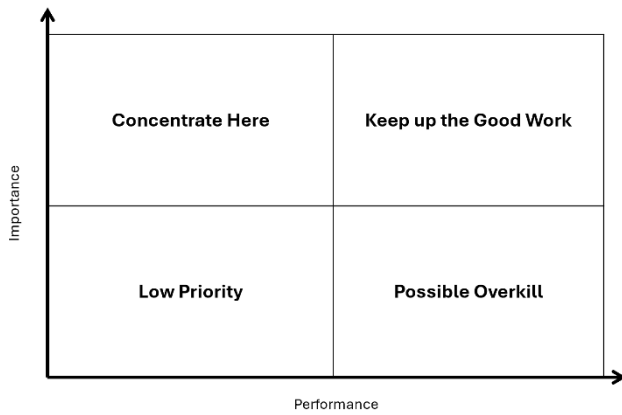 Concentrate Here
Keep up the Good Work
Importance
Low Priority
Possible Overkill
Performance